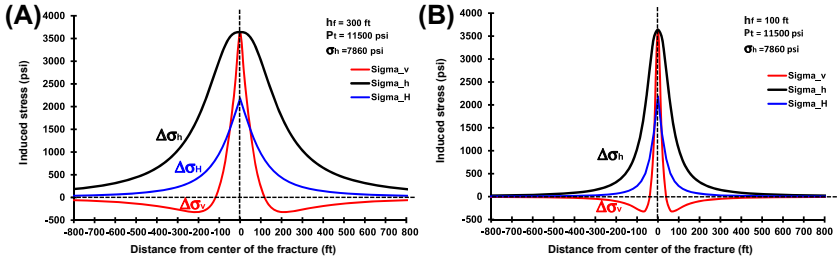 (A)
hf = 300 ft
Pt = 11500 psi
σh =7860 psi
Sigma_v
Sigma_h
Sigma_H
Induced stress (psi)
4000
3500
3000
2500
2000
1500
1000
500
0
-500
Δσh
ΔσH
Δσv
-800-700-600-500-400-300-200-100 0 100 200 300 400 500 600 700 800
Distance from center of the fracture (ft)
(B)
hf = 100 ft
Pt = 11500 psi
σh =7860 psi
Sigma_v
Sigma_h
Sigma_H
Induced stress (psi)
4000
3500
3000
2500
2000
1500
1000
500
0
-500
Δσh
Δσv
-800-700-600-500-400-300-200-100 0 100 200 300 400 500 600 700 800
Distance from center of the fracture (ft)